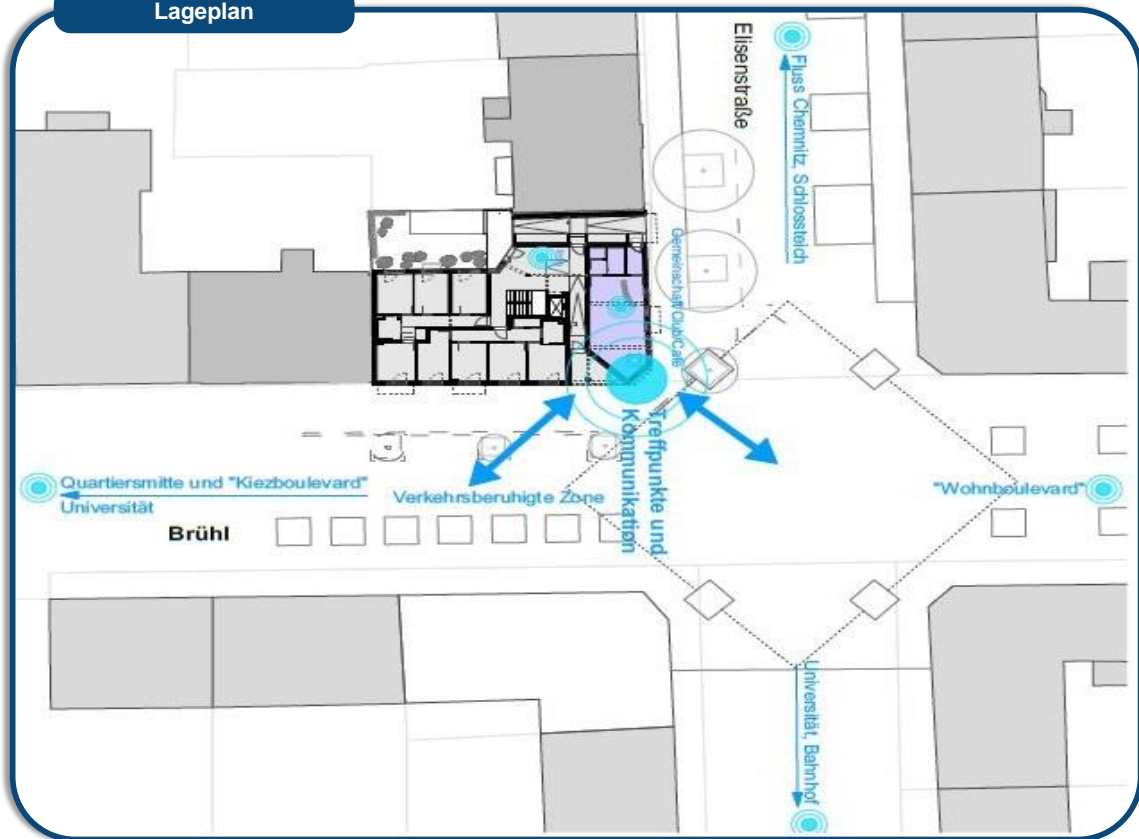 Lageplan
Elisenstraße
Fluss Chemnitz, Schlossteich
Gemeinschaft/Club/Café
Treffpunkte und
Kommunikation
Quartiersmitte und "Kiezboulevard"
Universität
Verkehrsberuhigte Zone
"Wohnboulevard"
Brühl
Universität, Bahnhof